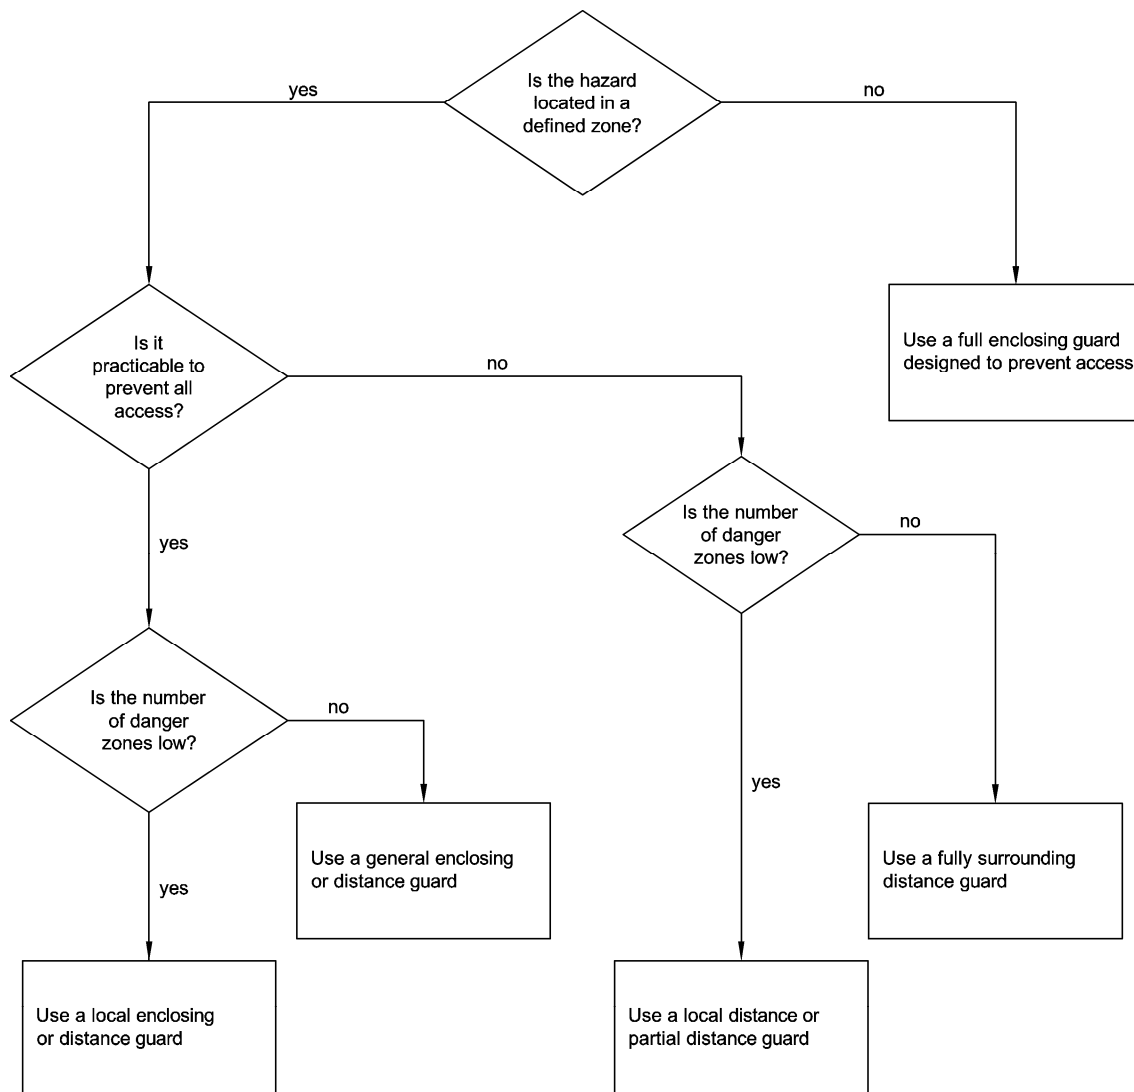 Is the hazard
located in a
defined zone?
yes
no
Is it
practicable to
prevent all
access?
no
Use a full enclosing guard
designed to prevent access
yes
Is the number
of danger
zones low?
no
Is the number
of danger
zones low?
no
yes
yes
Use a general enclosing
or distance guard
Use a fully surrounding
distance guard
yes
Use a local enclosing
or distance guard
Use a local distance or
partial distance guard